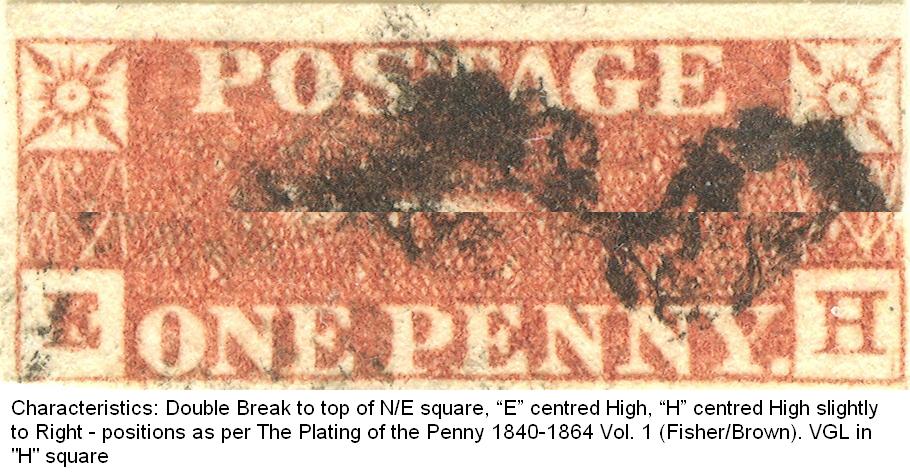 POSTAGE
E ONE PENNY. H
Characteristics: Double Break to top of N/E square, “E” centred High, “H” centred High slightly
to Right - positions as per The Plating of the Penny 1840-1864 Vol. 1 (Fisher/Brown). VGL in
"H" square